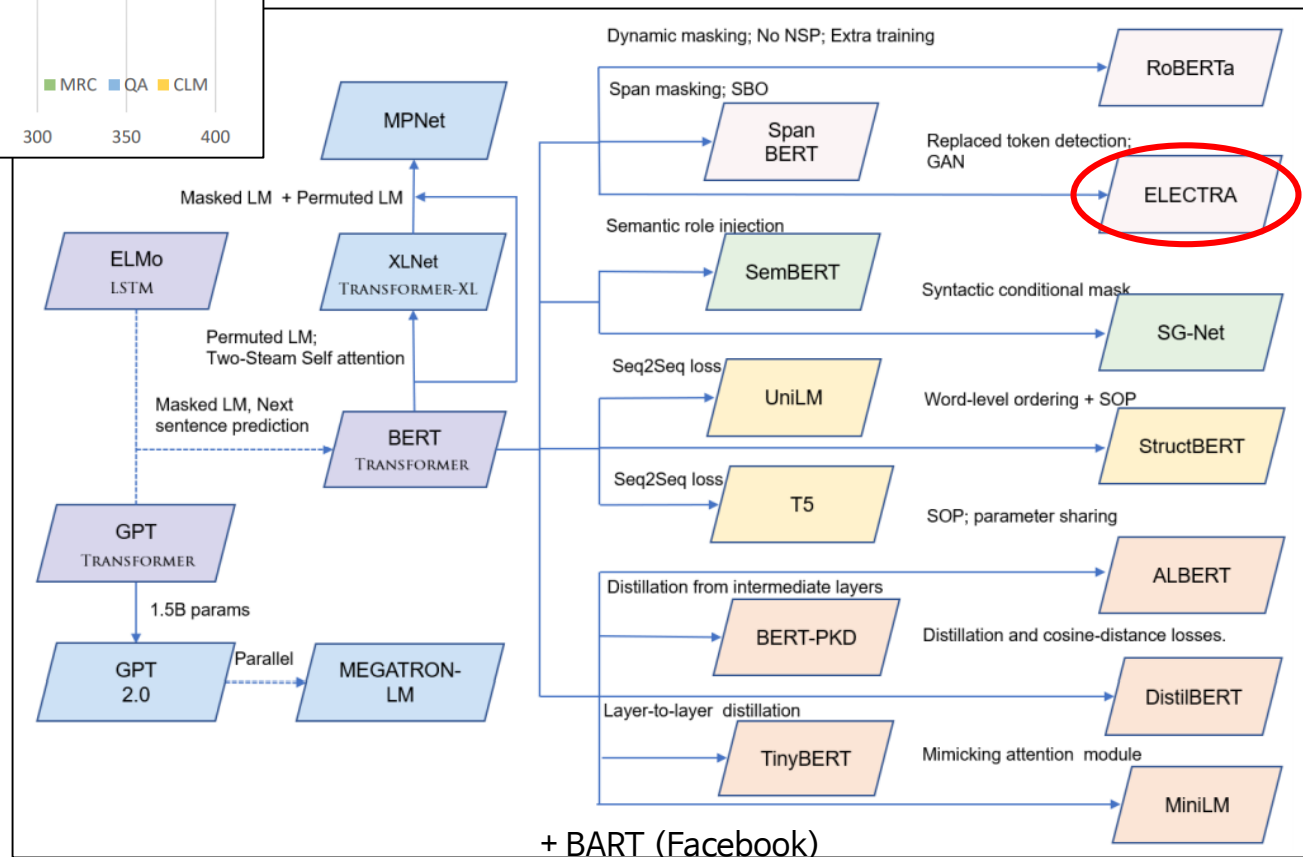 MRC QA CLM
300 350 400
Dynamic masking; No NSP; Extra training
RoBERTa
Span masking; SBO
Span
BERT
Replaced token detection;
GAN
ELECTRA
MPNet
Masked LM + Permuted LM
Semantic role injection
SemBERT
Syntactic conditional mask
SG-Net
ELMo
LSTM
XLNet
TRANSFORMER-XL
Permuted LM;
Two-Steam Self attention
Seq2Seq loss
UniLM
Word-level ordering + SOP
StructBERT
Masked LM, Next
sentence prediction
BERT
TRANSFORMER
Seq2Seq loss
T5
SOP; parameter sharing
ALBERT
GPT
TRANSFORMER
1.5B params
Distillation from intermediate layers
BERT-PKD
Distillation and cosine-distance losses.
DistilBERT
GPT
2.0
Parallel
MEGATRON-
LM
Layer-to-layer distillation
TinyBERT
Mimicking attention module
MiniLM
+ BART (Facebook)